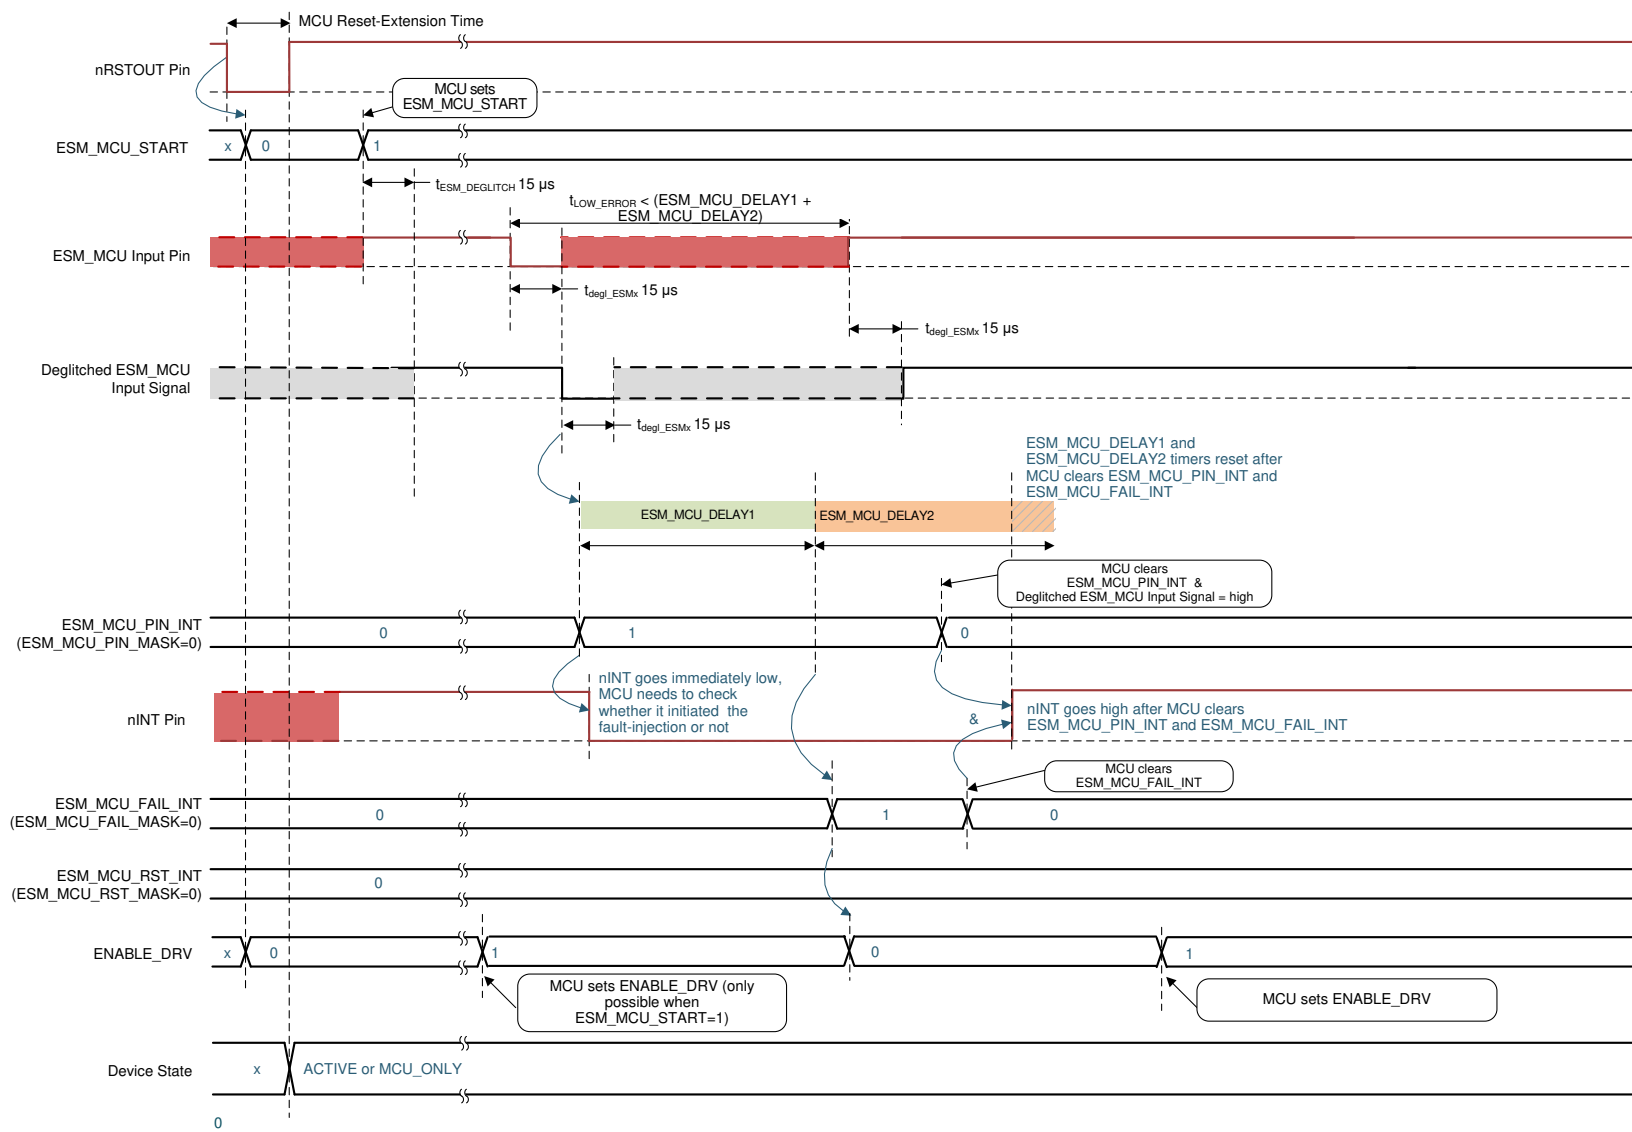 MCU Reset-Extension Time
nRSTOUT Pin
MCU sets
ESM_MCU_START
ESM_MCU_START
x
0
1
tESM_DEGLITCH 15 µs
tLOW_ERROR < (ESM_MCU_DELAY1 +
ESM_MCU_DELAY2)
ESM_MCU Input Pin
tdegl_ESMx 15 µs
tdegl_ESMx 15 µs
Deglitched ESM_MCU
Input Signal
tdegl_ESMx 15 µs
ESM_MCU_DELAY1 and
ESM_MCU_DELAY2 timers reset after
MCU clears ESM_MCU_PIN_INT and
ESM_MCU_FAIL_INT
ESM_MCU_DELAY1
ESM_MCU_DELAY2
MCU clears
ESM_MCU_PIN_INT &
Deglitched ESM_MCU Input Signal = high
ESM_MCU_PIN_INT
(ESM_MCU_PIN_MASK=0)
0
1
0
nINT Pin
nINT goes immediately low,
MCU needs to check
whether it initiated the
fault-injection or not
&
nINT goes high after MCU clears
ESM_MCU_PIN_INT and ESM_MCU_FAIL_INT
MCU clears
ESM_MCU_FAIL_INT
ESM_MCU_FAIL_INT
(ESM_MCU_FAIL_MASK=0)
0
1
0
ESM_MCU_RST_INT
(ESM_MCU_RST_MASK=0)
0
ENABLE_DRV
x
0
1
0
1
MCU sets ENABLE_DRV (only
possible when
ESM_MCU_START=1)
MCU sets ENABLE_DRV
Device State
x
ACTIVE or MCU_ONLY
0